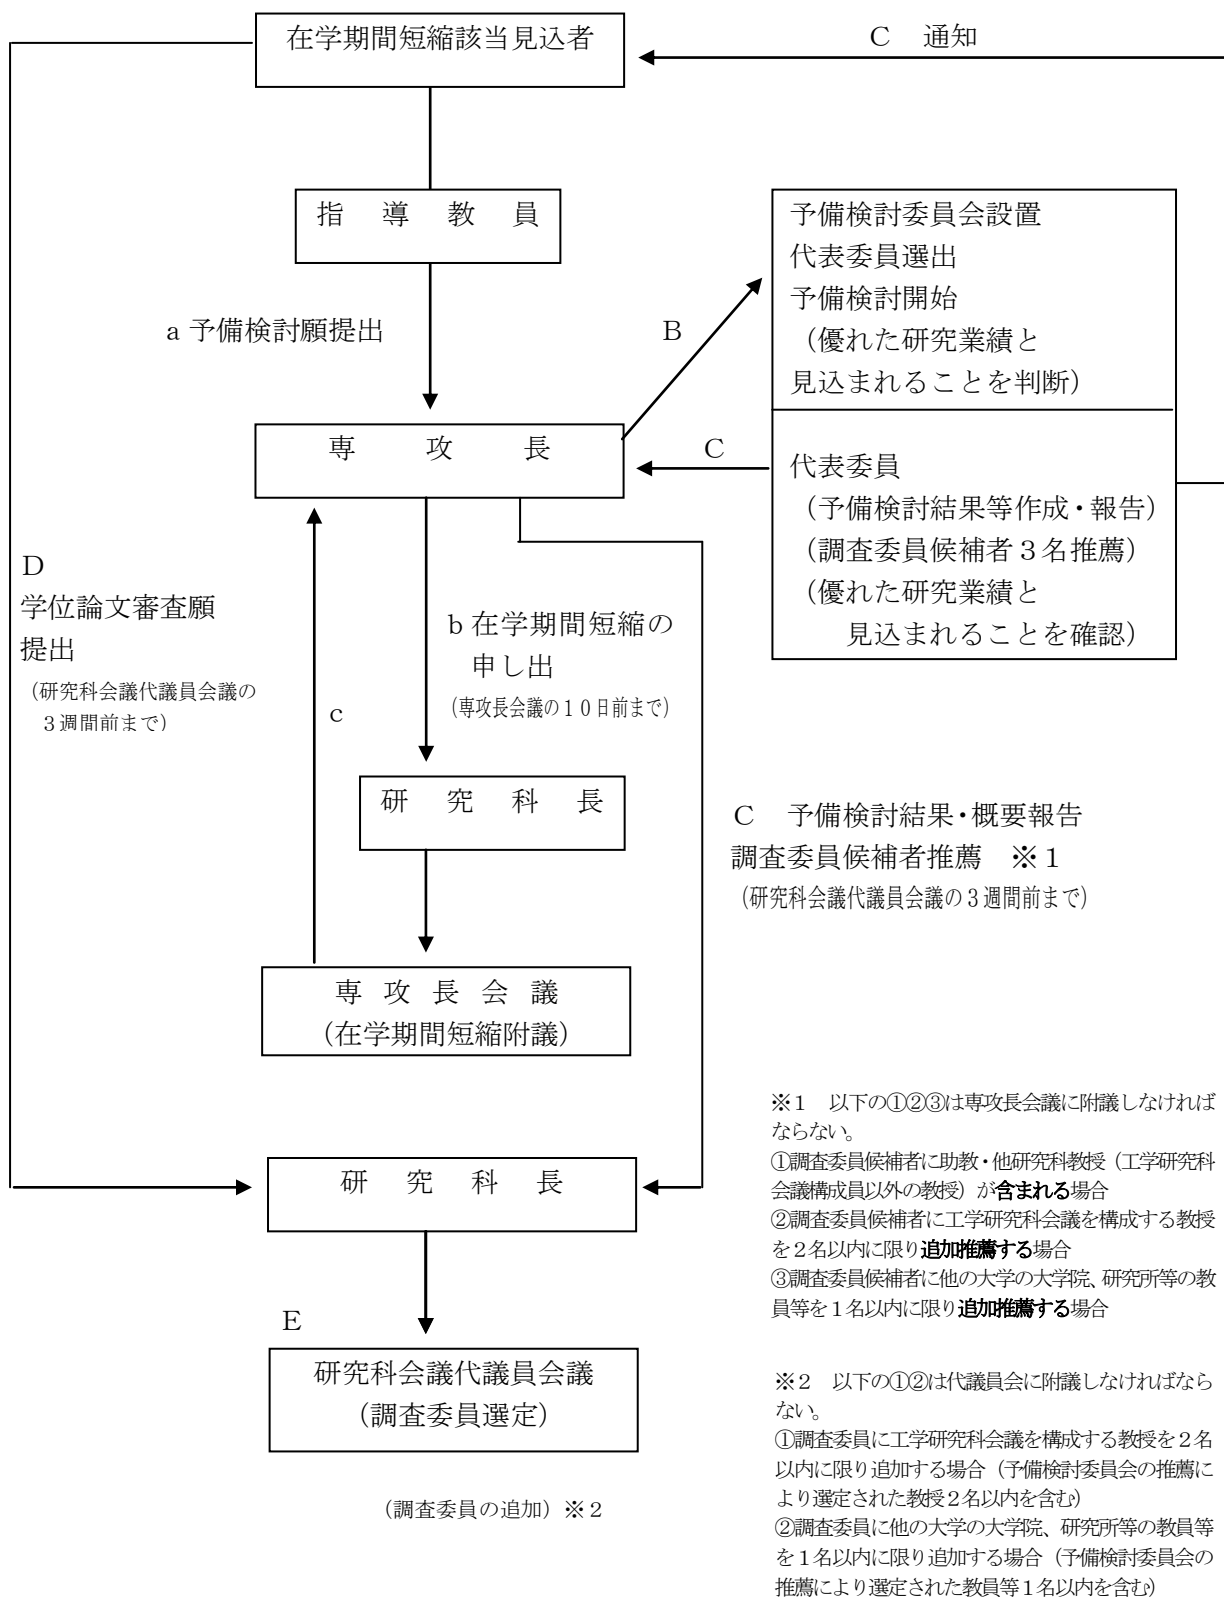 在学期間短縮該当見込者
C 通知
指 導 教 員
a 予備検討願提出
B
予備検討委員会設置
代表委員選出
予備検討開始
（優れた研究業績と
見込まれることを判断）
専 攻 長
C
代表委員
（予備検討結果等作成・報告）
（調査委員候補者３名推薦）
（優れた研究業績と
見込まれることを確認）
D
学位論文審査願
提出
（研究科会議代議員会議の
３週間前まで）
c
b 在学期間短縮の
申し出
（専攻長会議の１０日前まで）
研 究 科 長
C 予備検討結果・概要報告
調査委員候補者推薦 ※１
（研究科会議代議員会議の３週間前まで）
専 攻 長 会 議
（在学期間短縮附議）
※１ 以下の①②③は専攻長会議に附議しなければ
ならない。
①調査委員候補者に助教・他研究科教授（工学研究科
会議構成員以外の教授）が含まれる場合
②調査委員候補者に工学研究科会議を構成する教授
を２名以内に限り追加推薦する場合
③調査委員候補者に他の大学の大学院、研究所等の教
員等を１名以内に限り追加推薦する場合
研 究 科 長
E
研究科会議代議員会議
（調査委員選定）
（調査委員の追加）※２
※２ 以下の①②は代議員会に附議しなければなら
ない。
①調査委員に工学研究科会議を構成する教授を２名
以内に限り追加する場合（予備検討委員会の推薦に
より選定された教授２名以内を含む）
②調査委員に他の大学の大学院、研究所等の教員等
を１名以内に限り追加する場合（予備検討委員会の
推薦により選定された教員等１名以内を含む）